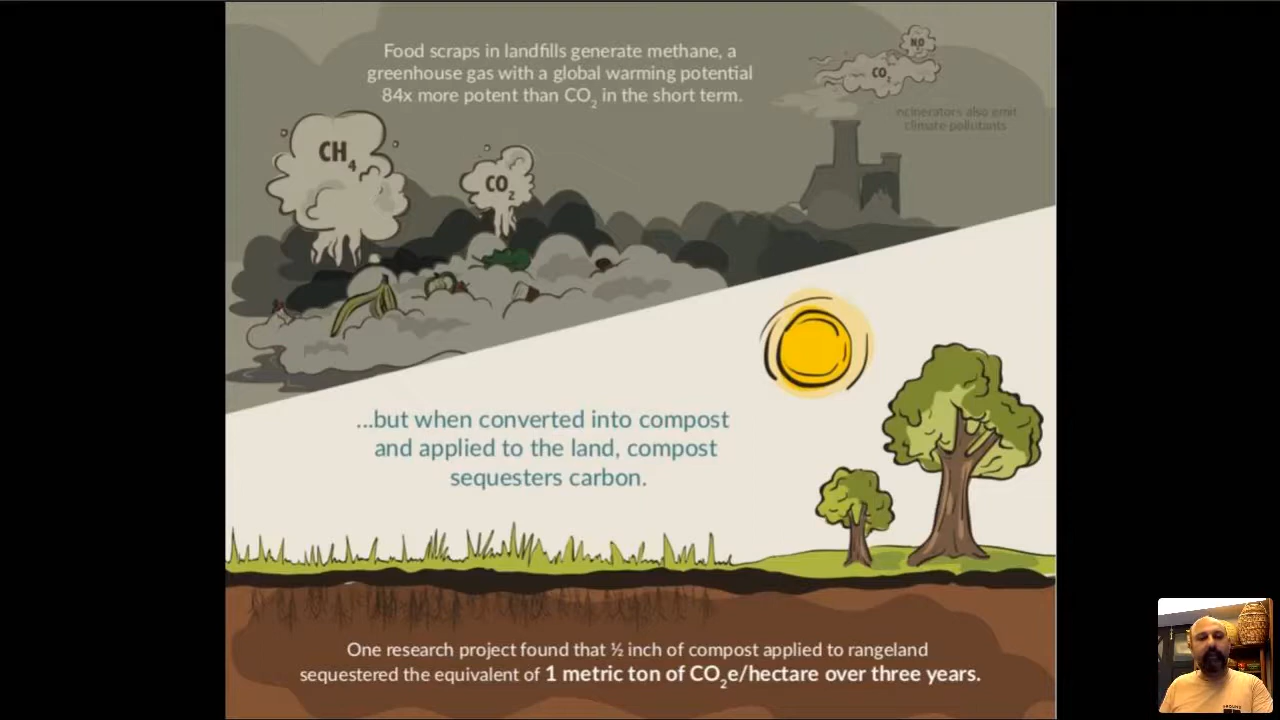 Food scraps in landfills generate methane, a
greenhouse gas with a global warming potential
84x more potent than CO₂ in the short term.
NO
CO₂
incinerators also emit
climate pollutants
CH₄
CO₂
...but when converted into compost
and applied to the land, compost
sequesters carbon.
One research project found that ½ inch of compost applied to rangeland
sequestered the equivalent of 1 metric ton of CO₂e/hectare over three years.